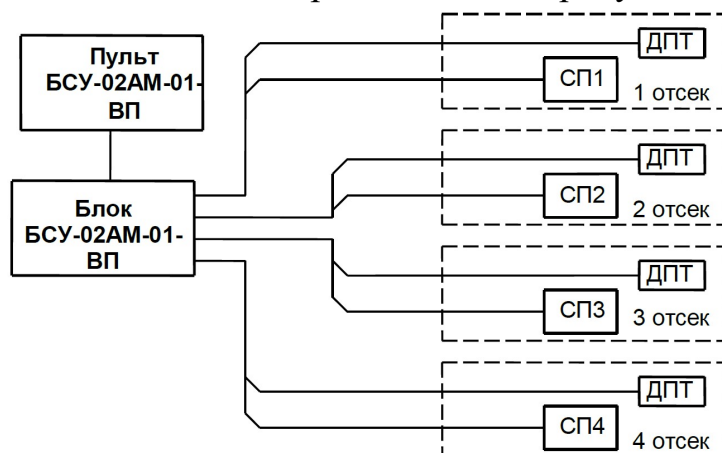 Пульт
БСУ-02АМ-01-
ВП
Блок
БСУ-02АМ-01-
ВП
ДПТ
СП1
1 отсек
ДПТ
СП2
2 отсек
ДПТ
СП3
3 отсек
ДПТ
СП4
4 отсек